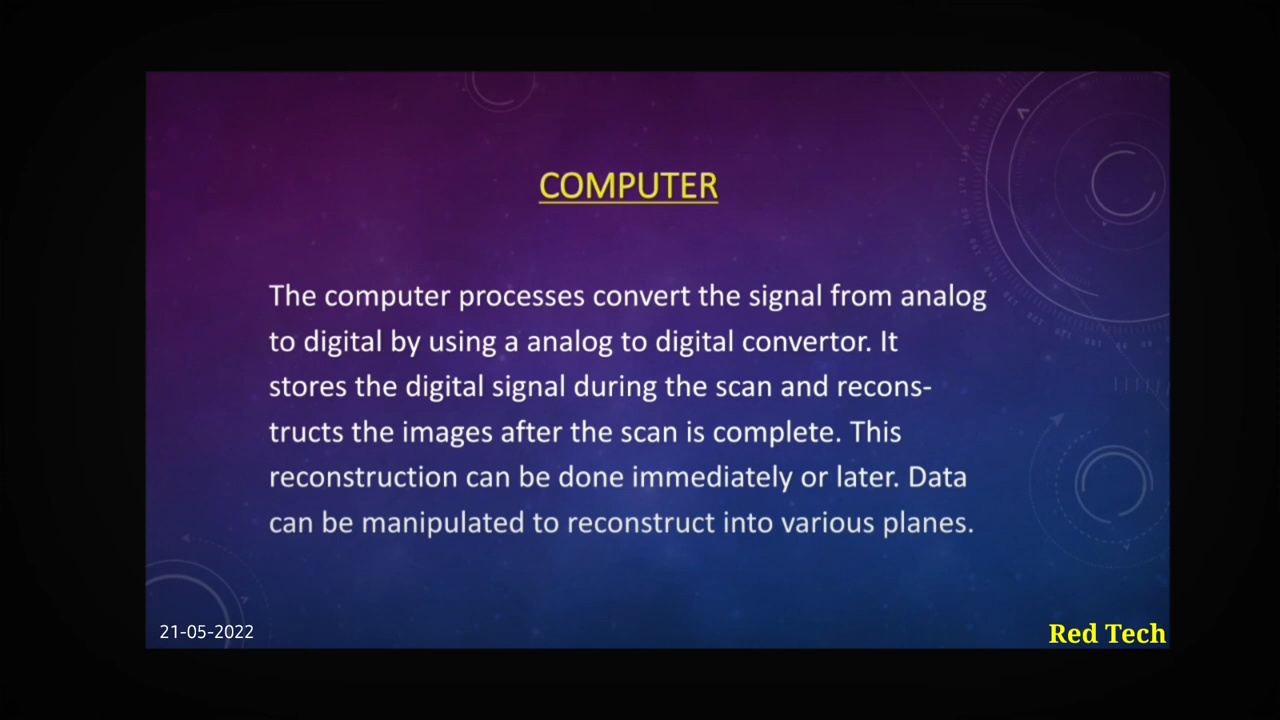 COMPUTER
The computer processes convert the signal from analog
to digital by using a analog to digital convertor. It
stores the digital signal during the scan and recons-
tructs the images after the scan is complete. This
reconstruction can be done immediately or later. Data
can be manipulated to reconstruct into various planes.
21-05-2022
Red Tech